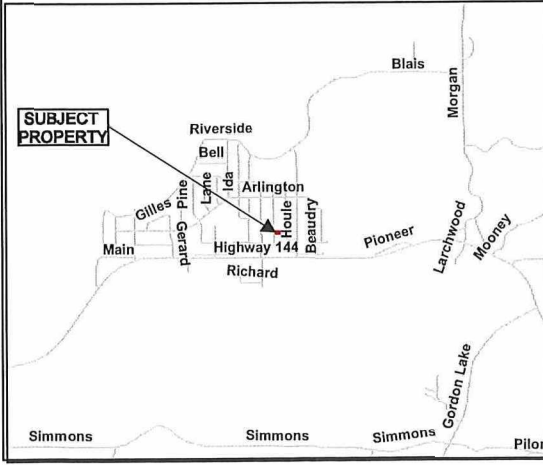 Blais
Morgan
SUBJECT
PROPERTY
Riverside
Bell
Pine
Lane
Ida
Arlington
Gilles
Gerard
Houle
Beaudry
Main
Highway 144
Pioneer
Larchwood
Mooney
Richard
Gordon Lake
Simmons
Simmons
Simmons